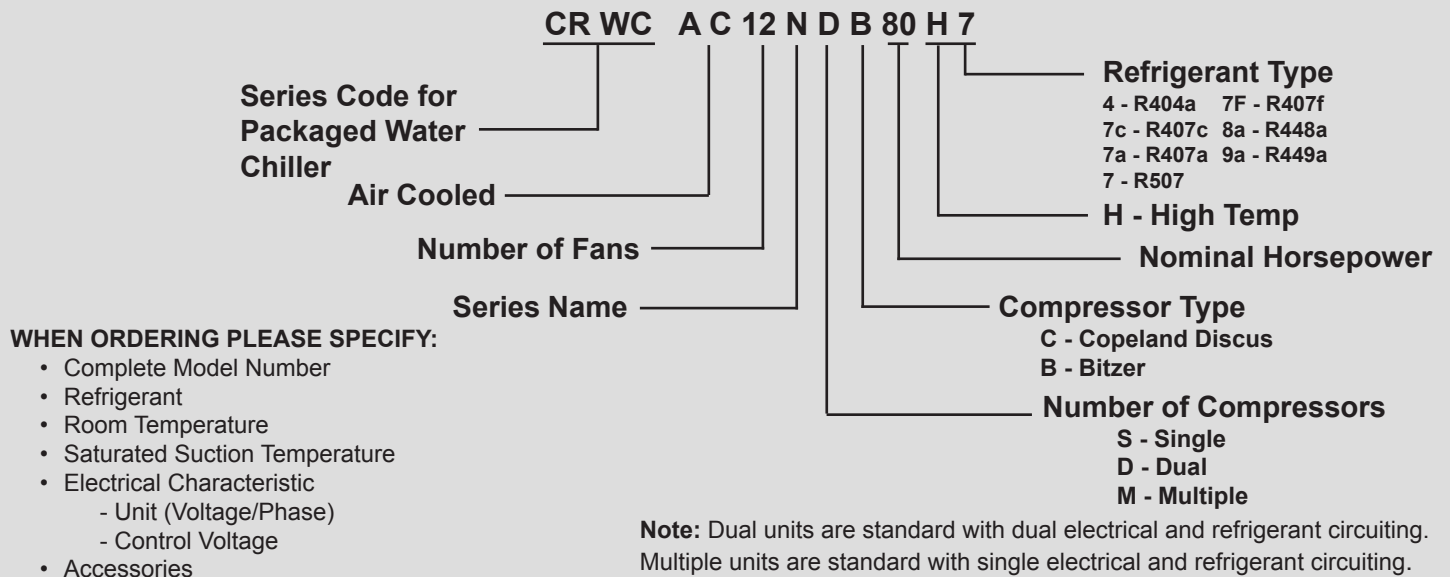 CR WC A C 12 N D B 80 H 7
Series Code for
Packaged Water
Chiller
Air Cooled
Number of Fans
Series Name
Refrigerant Type
4 - R404a 7F - R407f
7c - R407c 8a - R448a
7a - R407a 9a - R449a
7 - R507
H - High Temp
Nominal Horsepower
Compressor Type
C - Copeland Discus
B - Bitzer
Number of Compressors
S - Single
D - Dual
M - Multiple
WHEN ORDERING PLEASE SPECIFY:
• Complete Model Number
• Refrigerant
• Room Temperature
• Saturated Suction Temperature
• Electrical Characteristic
- Unit (Voltage/Phase)
- Control Voltage
• Accessories
Note: Dual units are standard with dual electrical and refrigerant circuiting.
Multiple units are standard with single electrical and refrigerant circuiting.